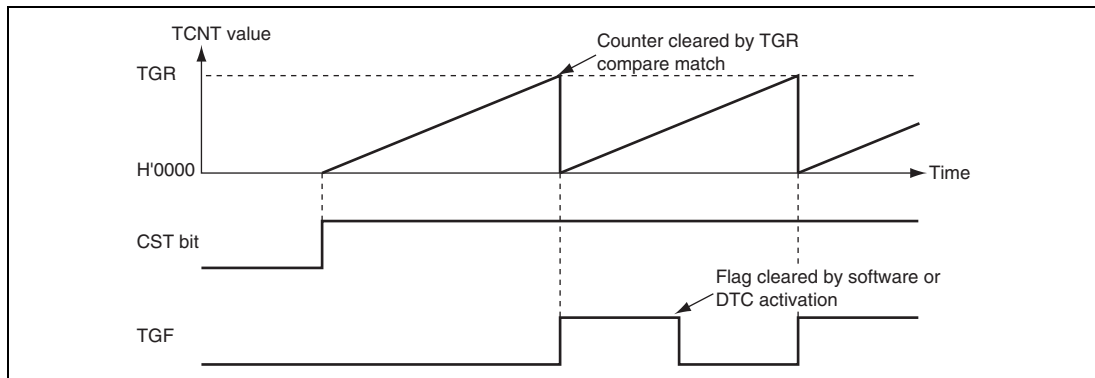 TCNT value
Counter cleared by TGR
compare match
TGR
H'0000
Time
CST bit
Flag cleared by software or
DTC activation
TGF